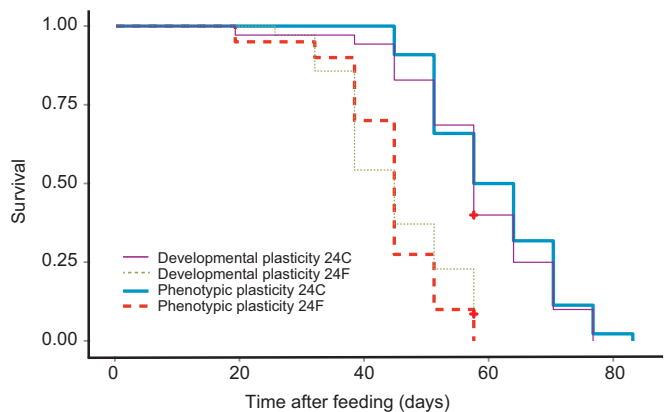 Survival
1.00
0.75
0.50
0.25
0.00
Developmental plasticity 24C
Developmental plasticity 24F
Phenotypic plasticity 24C
Phenotypic plasticity 24F
0
20
40
60
80
Time after feeding (days)